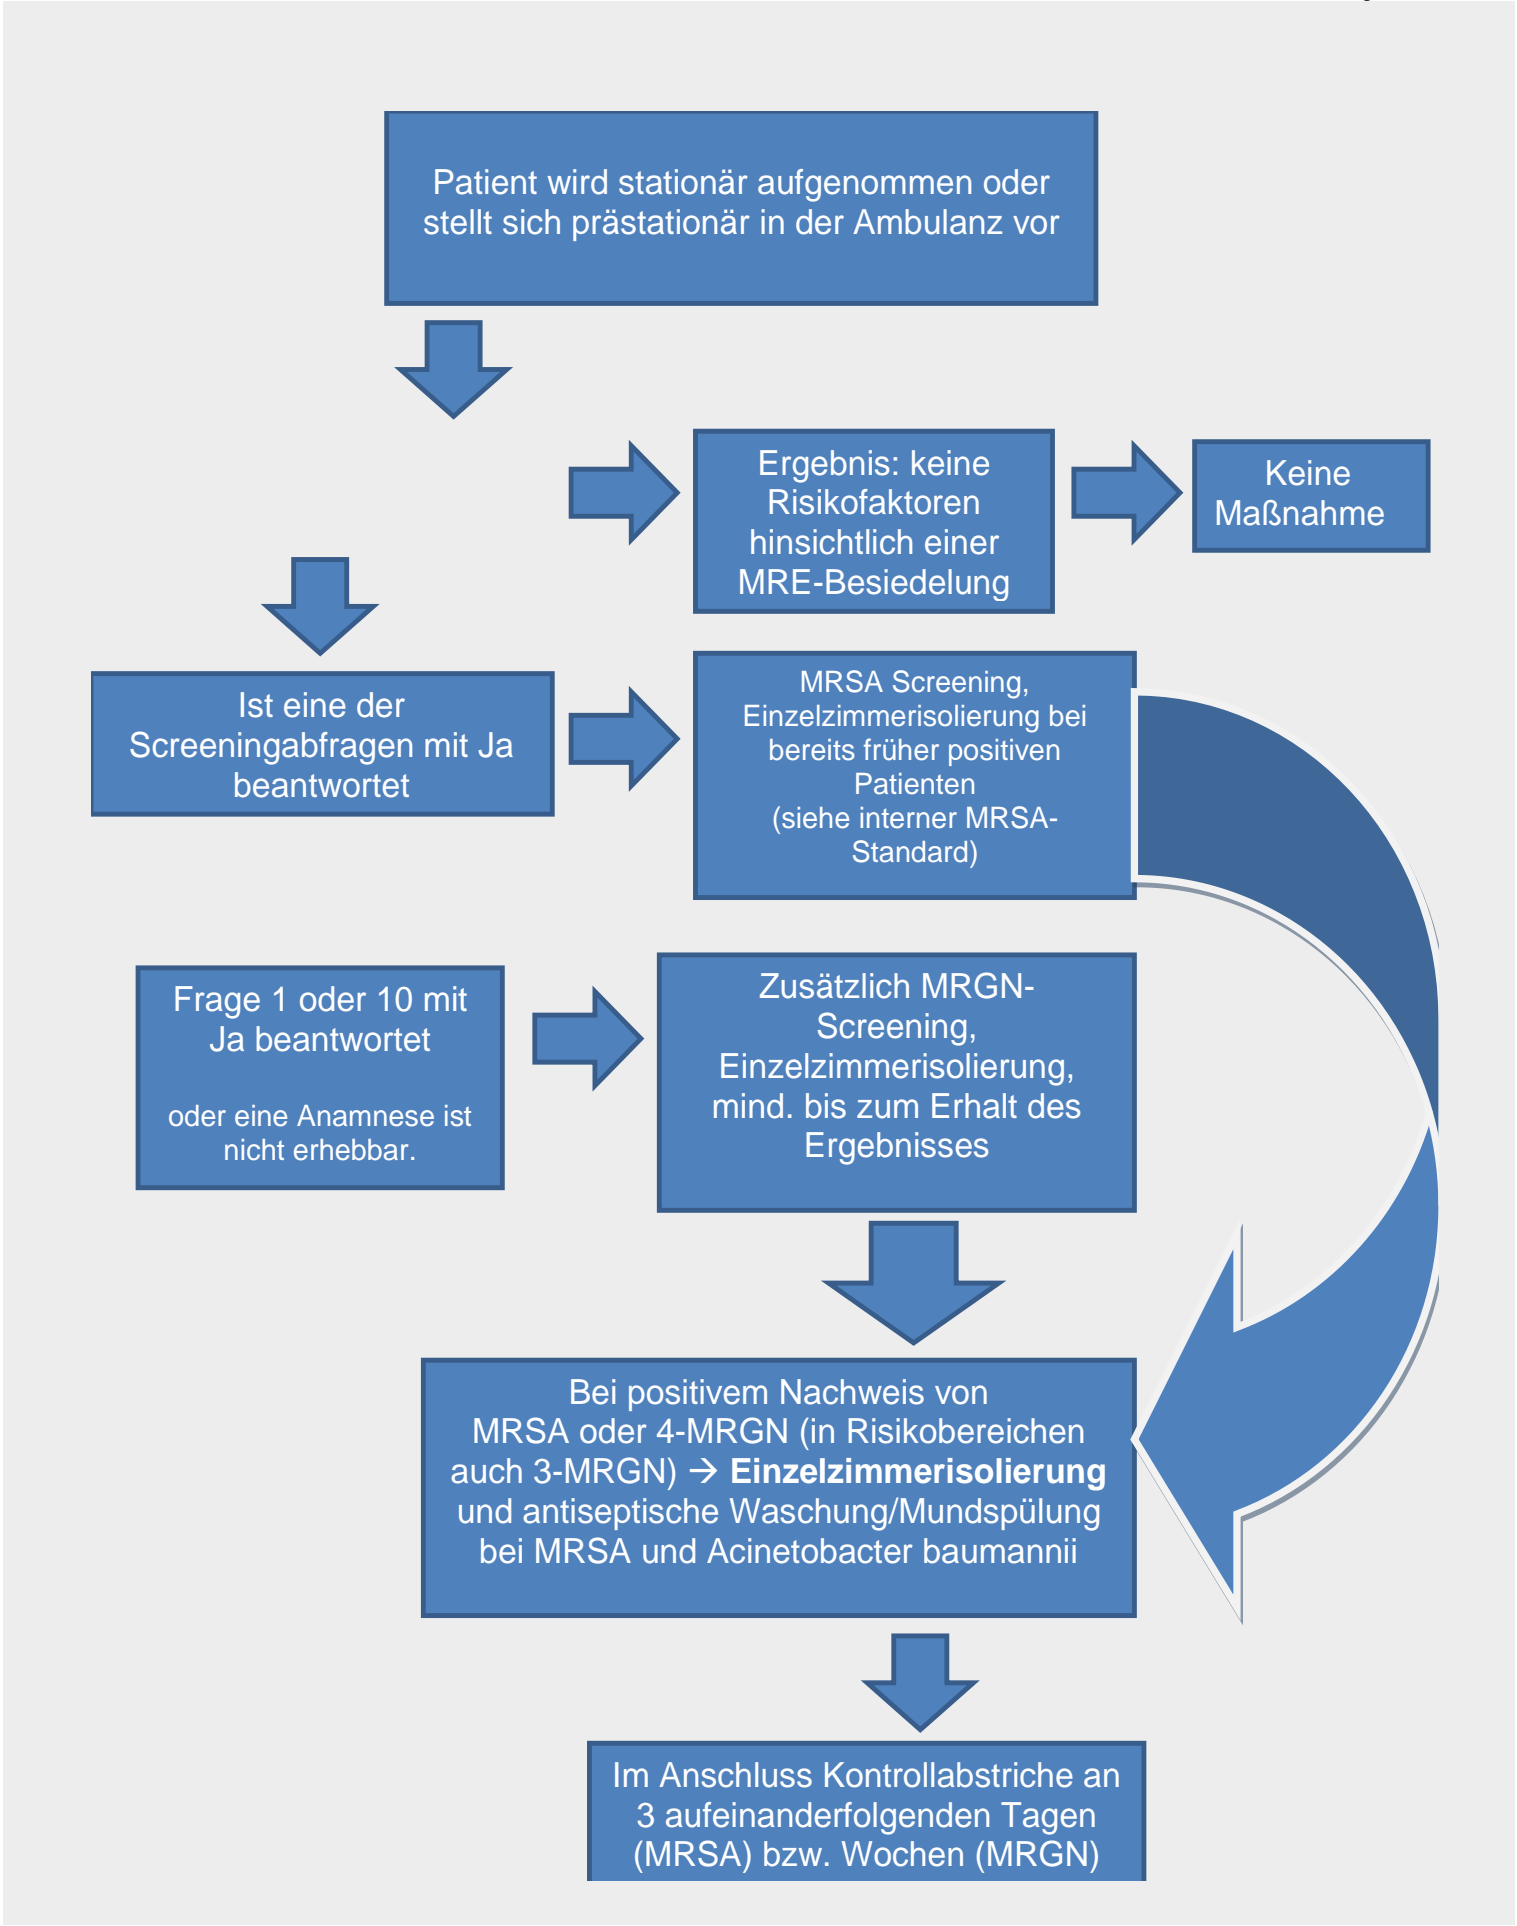 Patient wird stationär aufgenommen oder
stellt sich prästationär in der Ambulanz vor
Ergebnis: keine
Risikofaktoren
hinsichtlich einer
MRE-Besiedelung
Keine
Maßnahme
Ist eine der
Screeningabfragen mit Ja
beantwortet
MRSA Screening,
Einzelzimmerisolierung bei
bereits früher positiven
Patienten
(siehe interner MRSA-
Standard)
Frage 1 oder 10 mit
Ja beantwortet
oder eine Anamnese ist
nicht erhebbar.
Zusätzlich MRGN-
Screening,
Einzelzimmerisolierung,
mind. bis zum Erhalt des
Ergebnisses
Bei positivem Nachweis von
MRSA oder 4-MRGN (in Risikobereichen
auch 3-MRGN) → Einzelzimmerisolierung
und antiseptische Waschung/Mundspülung
bei MRSA und Acinetobacter baumannii
Im Anschluss Kontrollabstriche an
3 aufeinanderfolgenden Tagen
(MRSA) bzw. Wochen (MRGN)